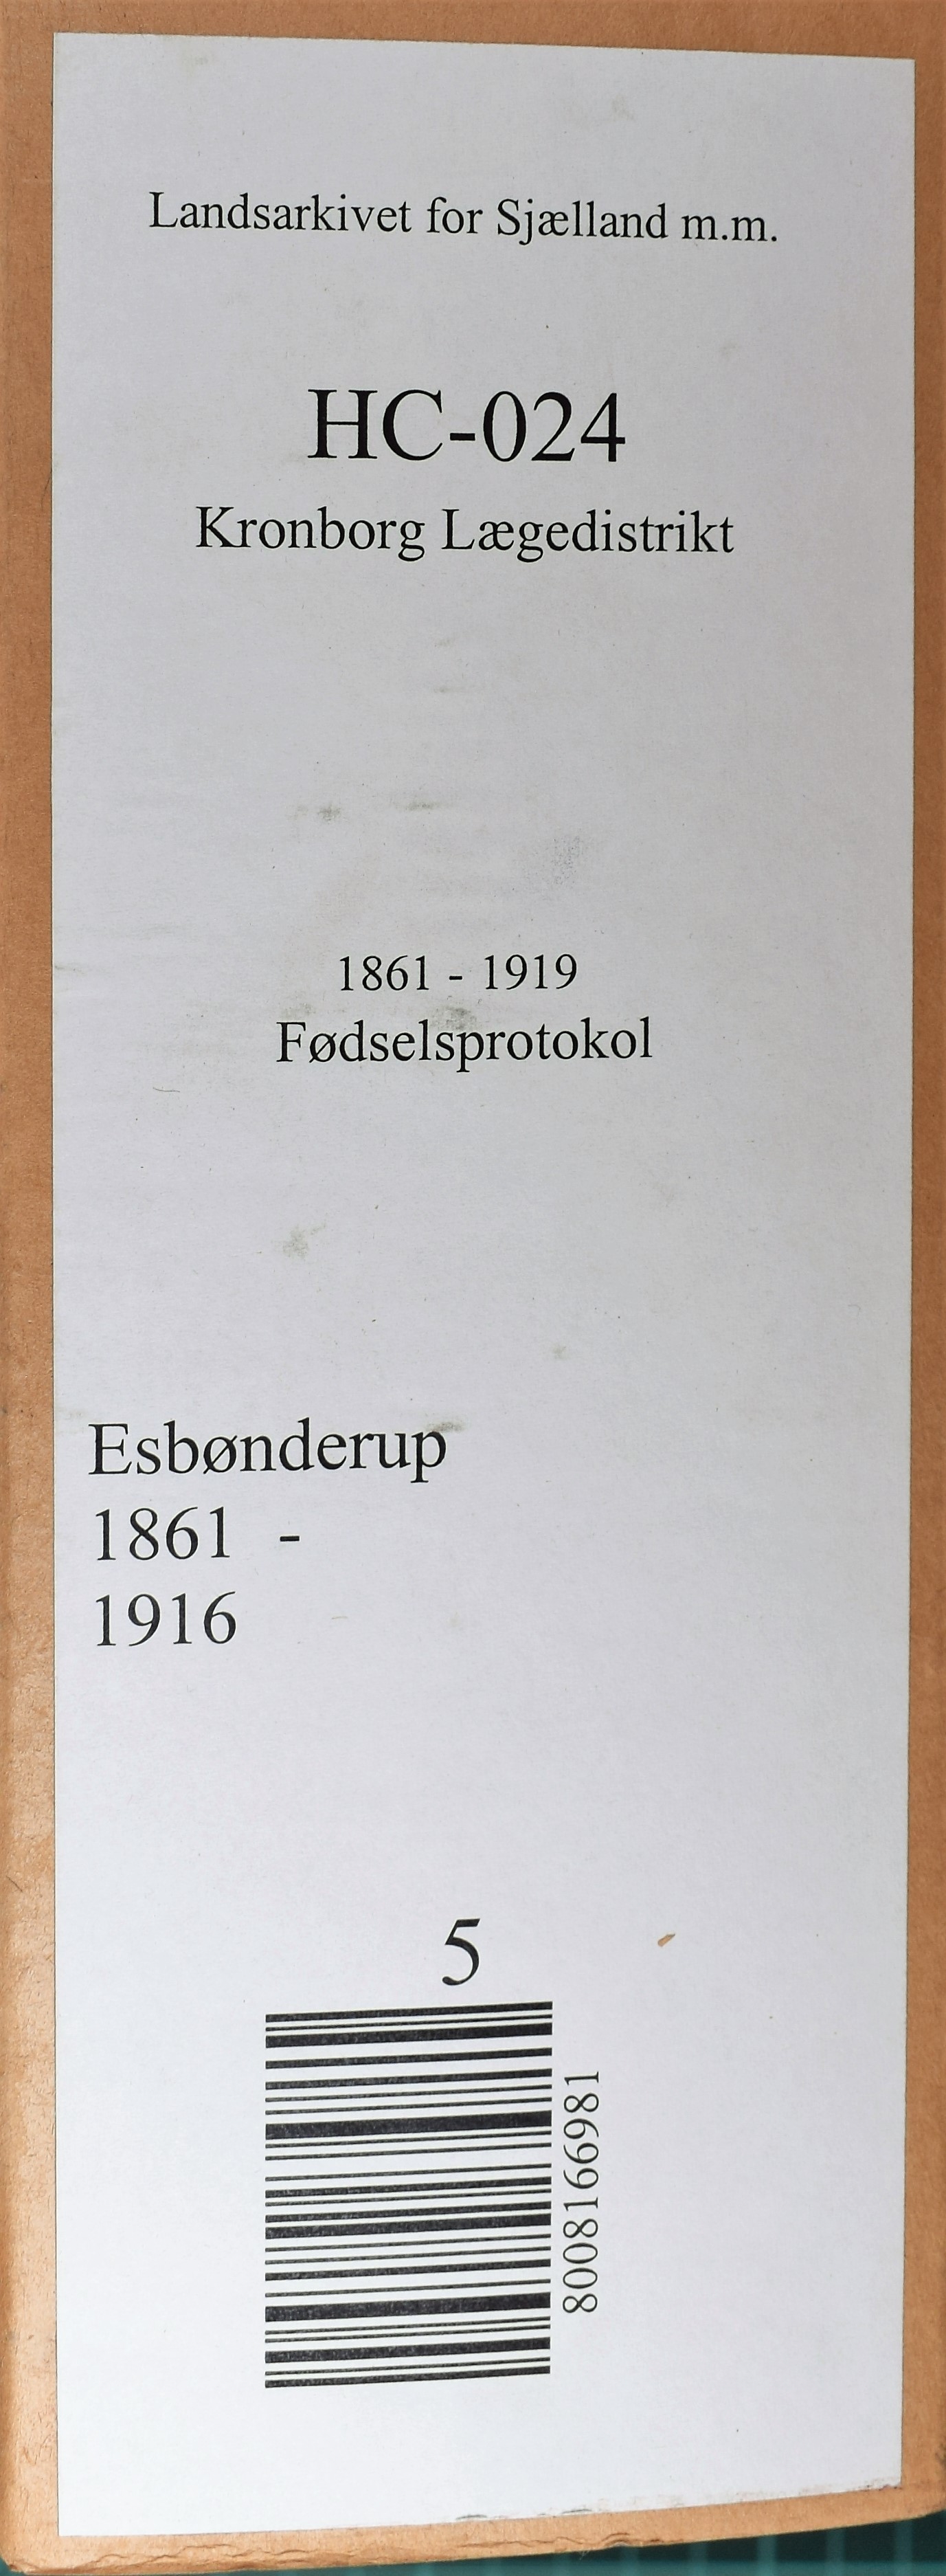 Landsarkivet for Sjælland m.m.
HC-024
Kronborg Lægedistrikt
1861 - 1919
Fødselsprotokol
Esbønderup
1861 -
1916
5
8008166981